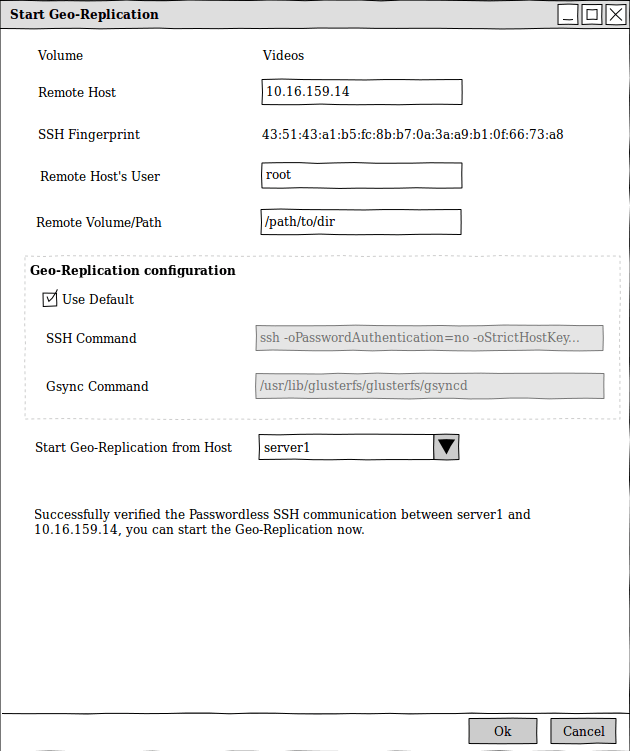 Start Geo-Replication
Volume Videos
Remote Host 10.16.159.14
SSH Fingerprint 43:51:43:a1:b5:fc:8b:b7:0a:3a:a9:b1:0f:66:73:a8
Remote Host's User root
Remote Volume/Path /path/to/dir
Geo-Replication configuration
Use Default
SSH Command ssh -oPasswordAuthentication=no -oStrictHostKey...
Gsync Command /usr/lib/glusterfs/glusterfs/gsyncd
Start Geo-Replication from Host server1
Successfully verified the Passwordless SSH communication between server1 and
10.16.159.14, you can start the Geo-Replication now.
Ok Cancel